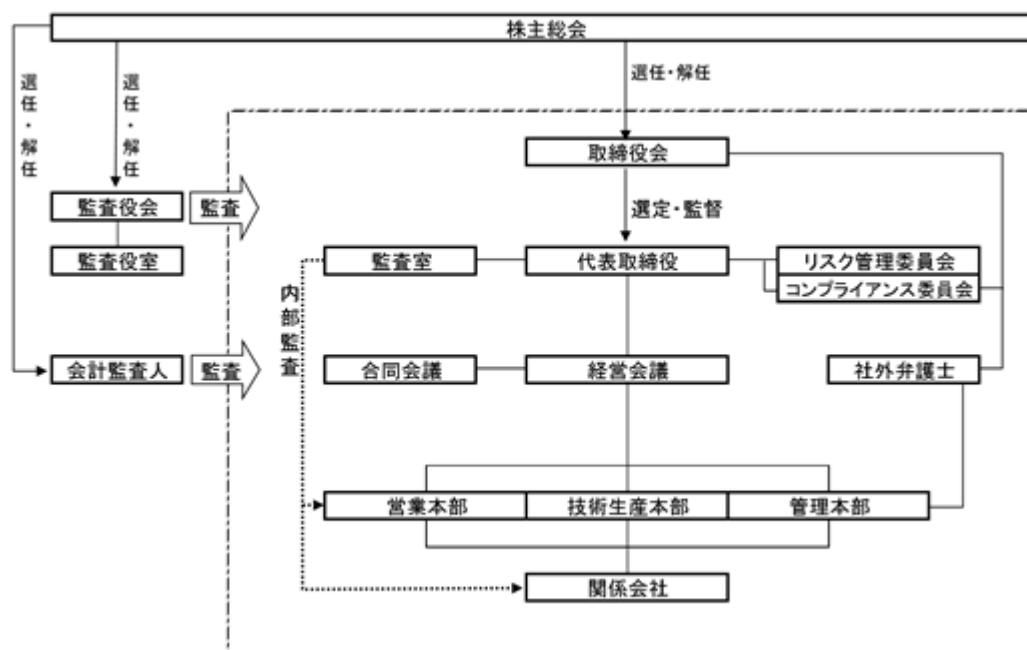 株主総会
選任・解任
選任・解任
選任・解任
取締役会
監査役会
監査
選定・監督
監査役室
監査室
代表取締役
リスク管理委員会
コンプライアンス委員会
内部監査
会計監査人
監査
合同会議
経営会議
社外弁護士
営業本部
技術生産本部
管理本部
関係会社